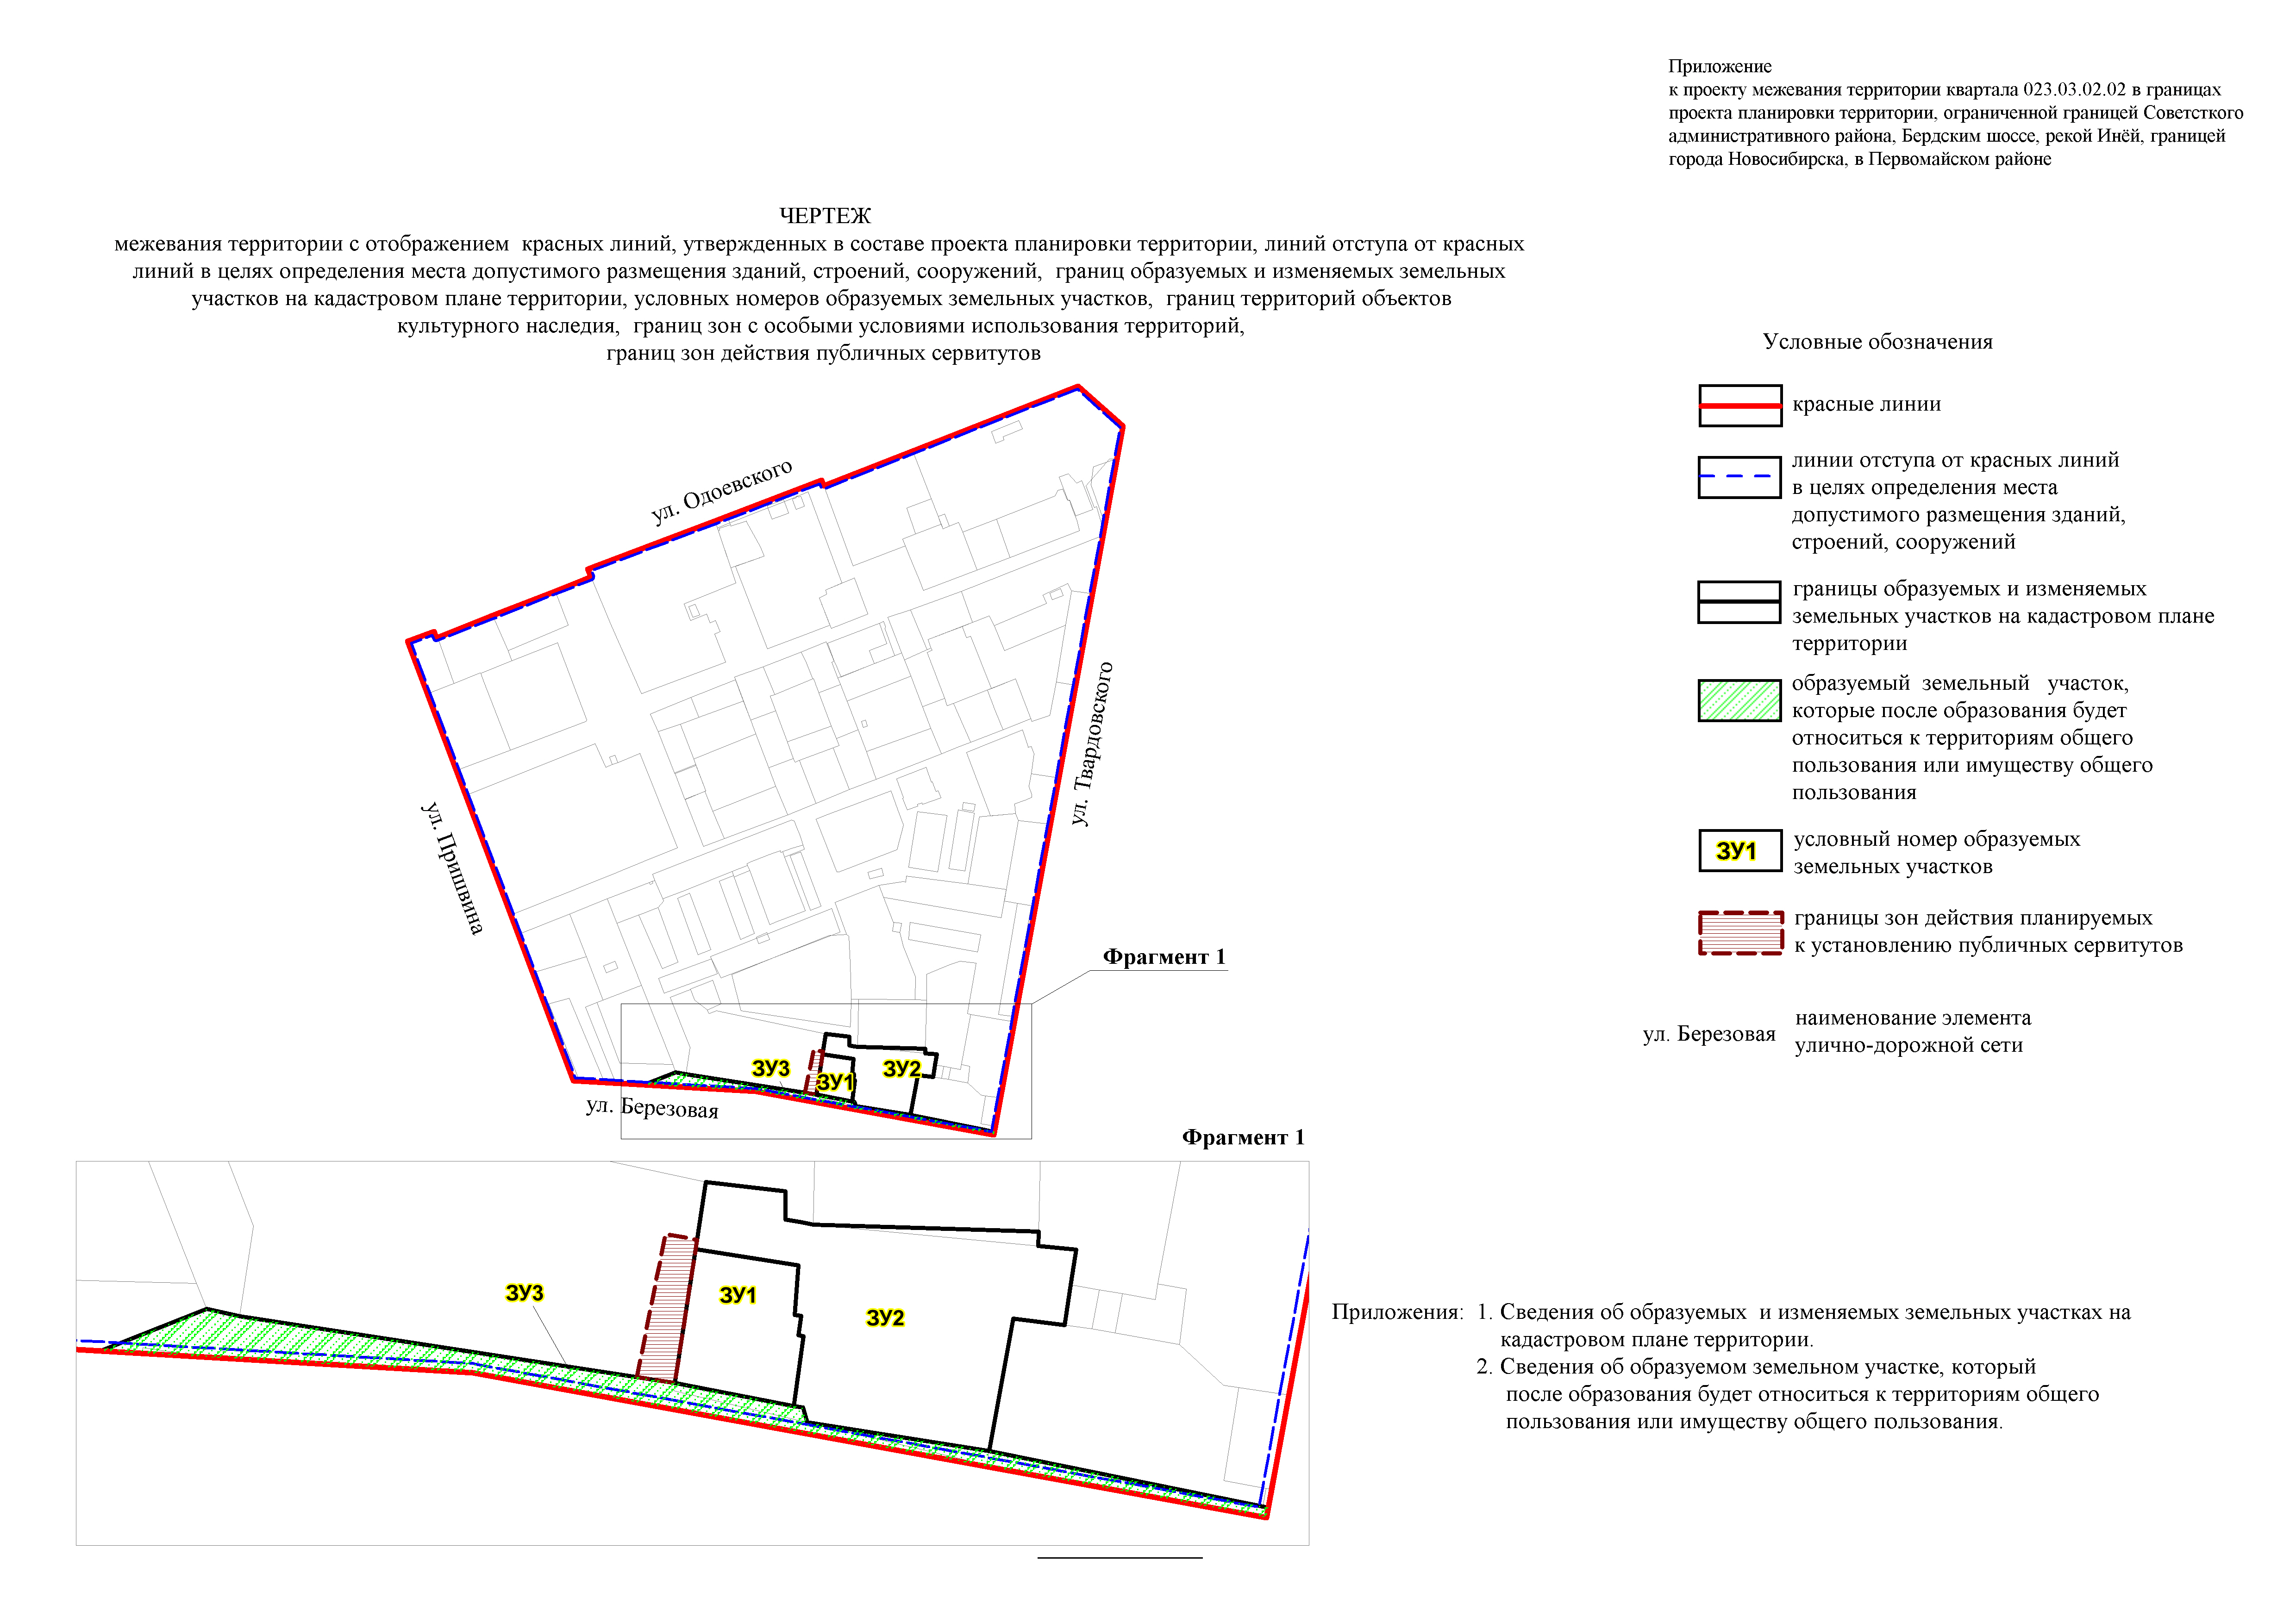 Приложение
к проекту межевания территории квартала 023.03.02.02 в границах
проекта планировки территории, ограниченной границей Советсткого
административного района, Бердским шоссе, рекой Инёй, границей
города Новосибирска, в Первомайском районе
ЧЕРТЕЖ
межевания территории с отображением красных линий, утвержденных в составе проекта планировки территории, линий отступа от красных
линий в целях определения места допустимого размещения зданий, строений, сооружений, границ образуемых и изменяемых земельных
участков на кадастровом плане территории, условных номеров образуемых земельных участков, границ территорий объектов
культурного наследия, границ зон с особыми условиями использования территорий,
границ зон действия публичных сервитутов
Условные обозначения
красные линии
линии отступа от красных линий
в целях определения места
допустимого размещения зданий,
строений, сооружений
границы образуемых и изменяемых
земельных участков на кадастровом плане
территории
образуемый земельный участок,
которые после образования будет
относиться к территориям общего
пользования или имуществу общего
пользования
ЗУ1
условный номер образуемых
земельных участков
границы зон действия планируемых
к установлению публичных сервитутов
ул. Березовая
наименование элемента
улично-дорожной сети
ул. Одоевского
ул. Твардовского
ул. Пришвина
Фрагмент 1
ЗУ3
ЗУ1
ЗУ2
ул. Березовая
Фрагмент 1
ЗУ3
ЗУ1
ЗУ2
Приложения: 1. Сведения об образуемых и изменяемых земельных участках на
кадастровом плане территории.
2. Сведения об образуемом земельном участке, который
после образования будет относиться к территориям общего
пользования или имуществу общего пользования.